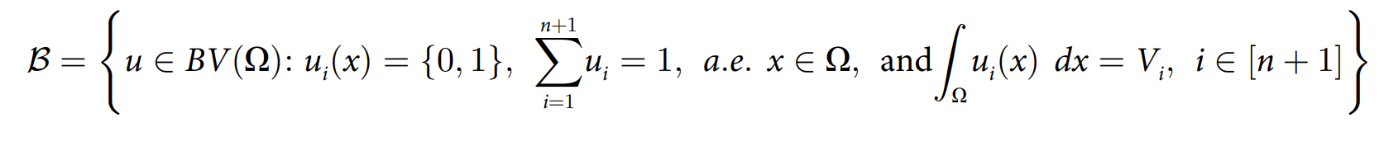 ℬ = { u ∈ BV(Ω): u_i(x) = {0, 1}, ∑_{i=1}^{n+1} u_i = 1, a.e. x ∈ Ω, and ∫_Ω u_i(x) dx = V_i, i ∈ [n + 1] }